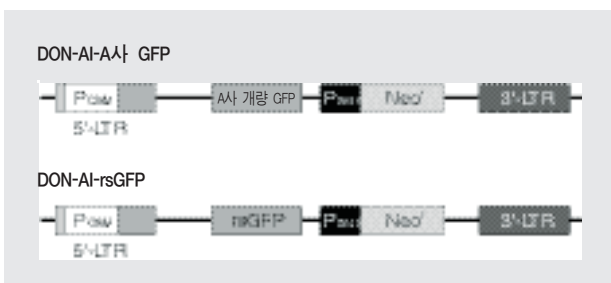 DON-AI-A사 GFP
A사 개량 GFP Neo 3'-LTR
5'-LTR
DON-AI-rsGFP
rsGFP Neo 3'-LTR
5'-LTR